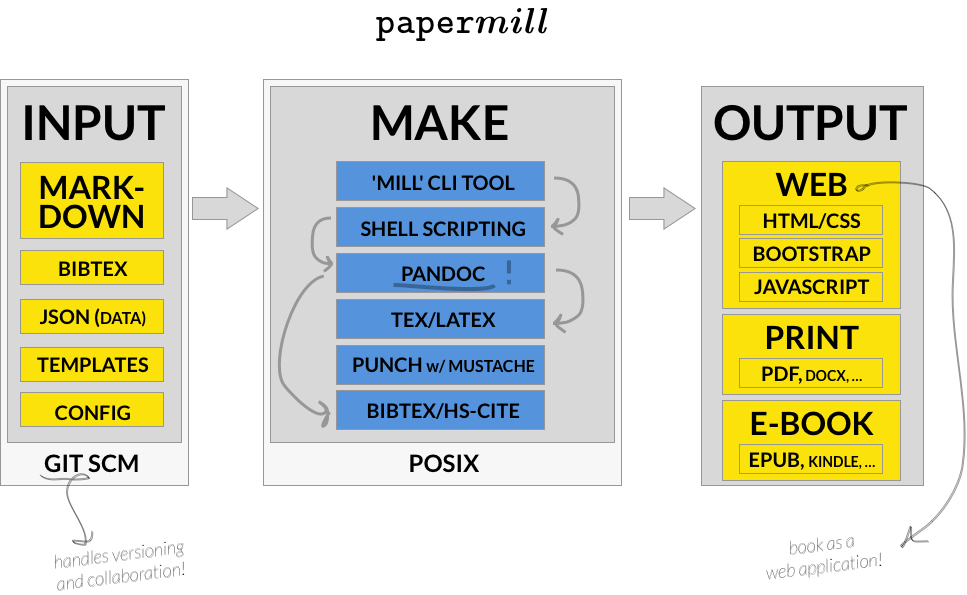 papermill
INPUT
MARK-
DOWN
BIBTEX
JSON (DATA)
TEMPLATES
CONFIG
GIT SCM
handles versioning
and collaboration!
MAKE
'MILL' CLI TOOL
SHELL SCRIPTING
PANDOC !
TEX/LATEX
PUNCH w/ MUSTACHE
BIBTEX/HS-CITE
POSIX
OUTPUT
WEB
HTML/CSS
BOOTSTRAP
JAVASCRIPT
PRINT
PDF, DOCX, ...
E-BOOK
EPUB, KINDLE, ...
book as a
web application!